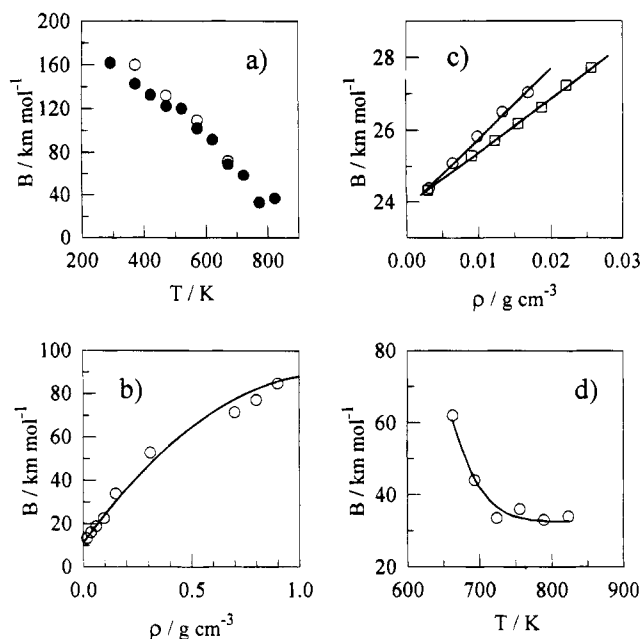 160
120
80
40
0
200 400 600 800
B / km mol⁻¹
T / K
a)
28
26
24
0.00 0.01 0.02 0.03
B / km mol⁻¹
ρ / g cm⁻³
c)
100
80
60
40
20
0
0.0 0.5 1.0
B / km mol⁻¹
ρ / g cm⁻³
b)
80
60
40
20
600 700 800 900
B / km mol⁻¹
T / K
d)